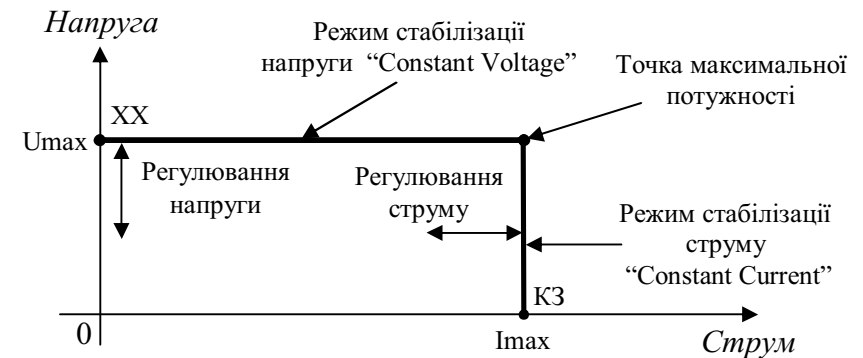 Напруга
Режим стабілізації
напруги “Constant Voltage”
Точка максимальної
потужності
XX
Umax
Регулювання
напруги
Регулювання
струму
Режим стабілізації
струму
“Constant Current”
КЗ
0
Imax
Струм